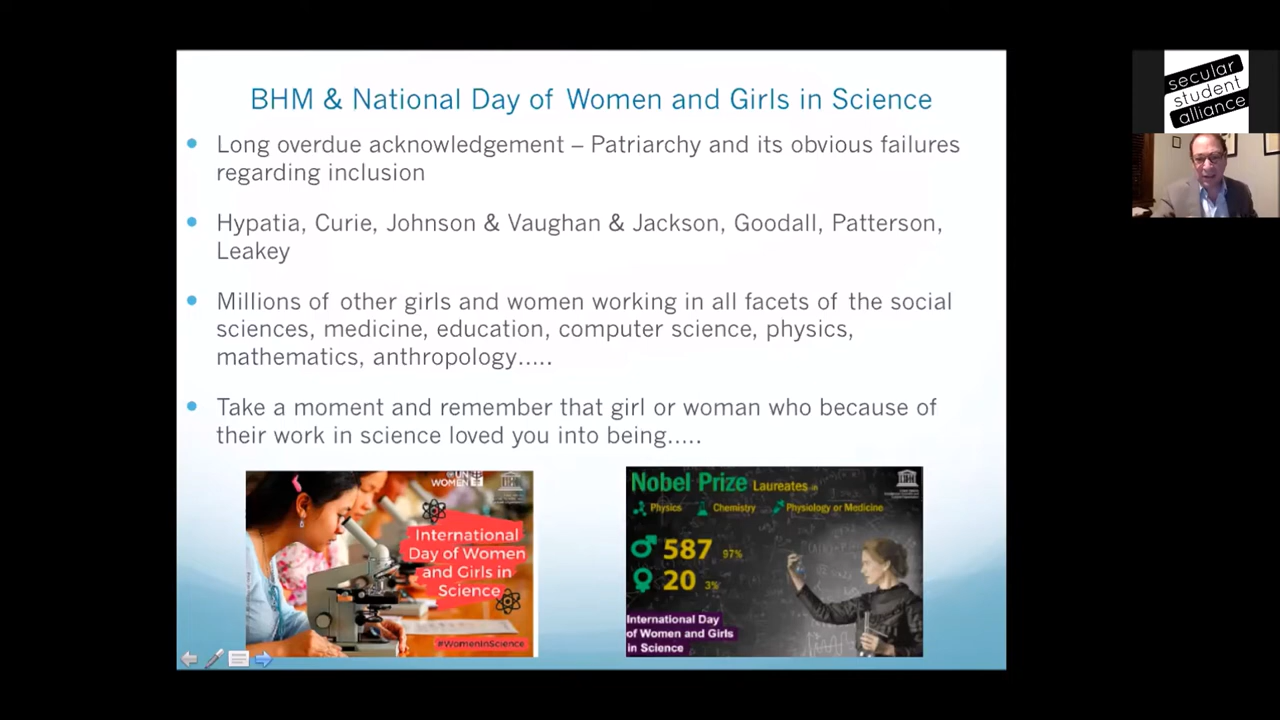 BHM & National Day of Women and Girls in Science
Long overdue acknowledgement – Patriarchy and its obvious failures
regarding inclusion
Hypatia, Curie, Johnson & Vaughan & Jackson, Goodall, Patterson,
Leakey
Millions of other girls and women working in all facets of the social
sciences, medicine, education, computer science, physics,
mathematics, anthropology.....
Take a moment and remember that girl or woman who because of
their work in science loved you into being.....
UN
WOMEN
International
Day of Women
and Girls in
Science
#WomenInScience
Nobel Prize Laureates in
Physics Chemistry Physiology or Medicine
587 97%
20 3%
International Day
of Women and Girls
in Science
secular
student
alliance